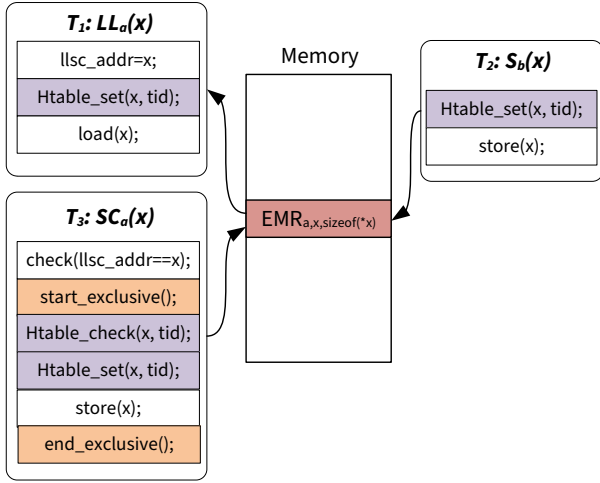 T₁: LLₐ(x)
llsc_addr=x;
Htable_set(x, tid);
load(x);
Memory
EMRₐ,ₓ,sizeof(*x)
T₂: S_b(x)
Htable_set(x, tid);
store(x);
T₃: SCₐ(x)
check(llsc_addr==x);
start_exclusive();
Htable_check(x, tid);
Htable_set(x, tid);
store(x);
end_exclusive();